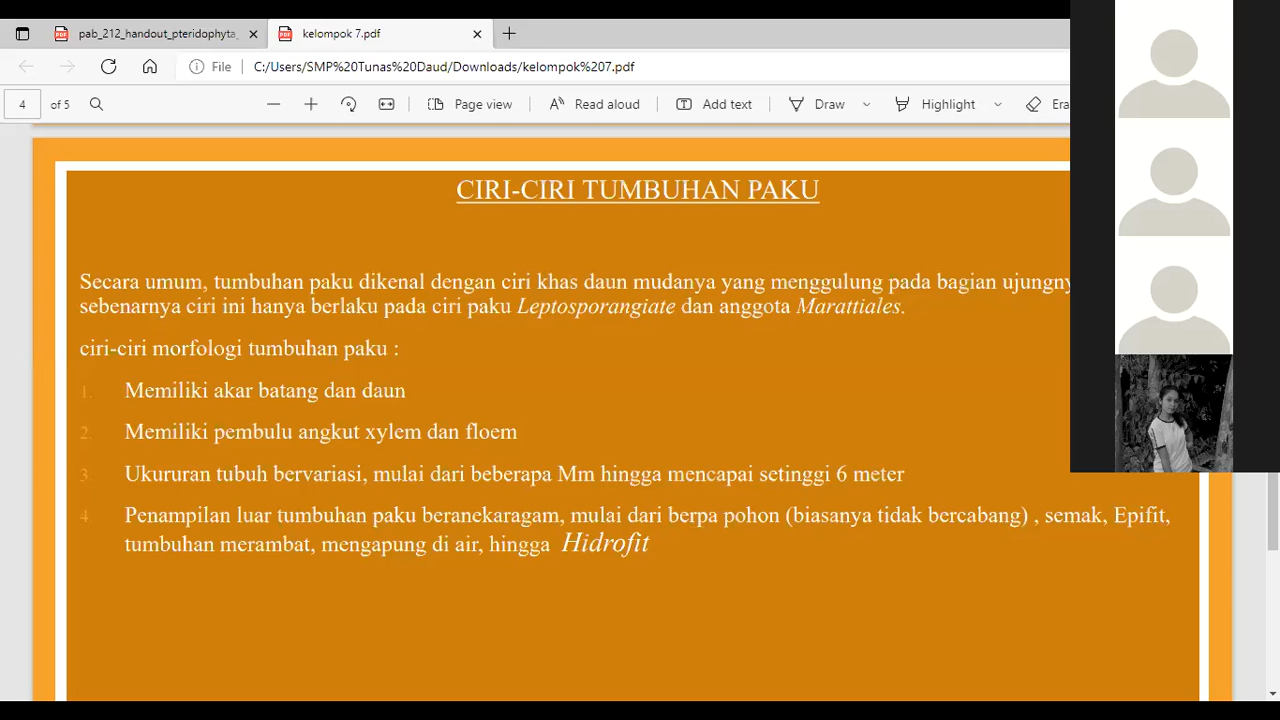 pab_212_handout_pteridophyta_
kelompok 7.pdf
File
C:/Users/SMP%20Tunas%20Daud/Downloads/kelompok%207.pdf
4 of 5
Page view
Read aloud
Add text
Draw
Highlight
Era
CIRI-CIRI TUMBUHAN PAKU
Secara umum, tumbuhan paku dikenal dengan ciri khas daun mudanya yang menggulung pada bagian ujungny
sebenarnya ciri ini hanya berlaku pada ciri paku Leptosporangiate dan anggota Marattiales.
ciri-ciri morfologi tumbuhan paku :
1. Memiliki akar batang dan daun
2. Memiliki pembulu angkut xylem dan floem
3. Ukururan tubuh bervariasi, mulai dari beberapa Mm hingga mencapai setinggi 6 meter
4. Penampilan luar tumbuhan paku beranekaragam, mulai dari berpa pohon (biasanya tidak bercabang) , semak, Epifit,
tumbuhan merambat, mengapung di air, hingga Hidrofit